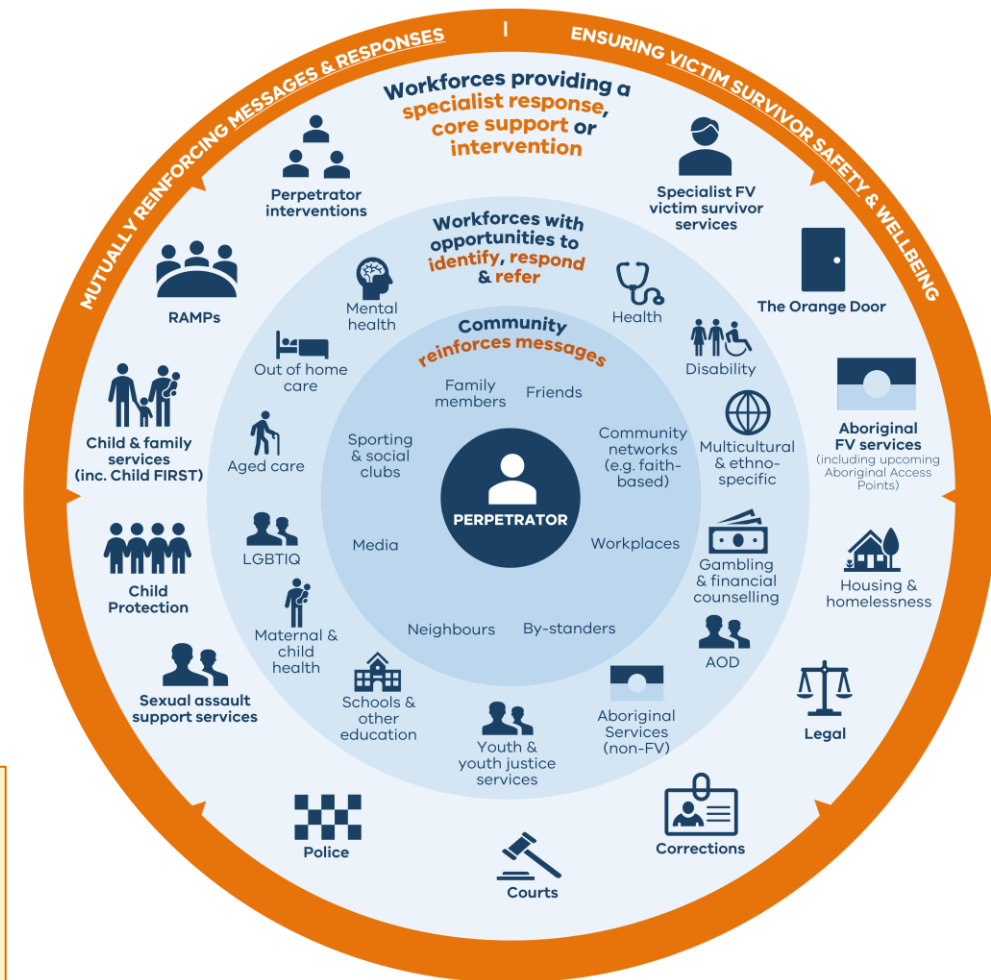 MUTUALLY REINFORCING MESSAGES & RESPONSES
|
ENSURING VICTIM SURVIVOR SAFETY & WELLBEING
Workforces providing a
specialist response,
core support or
intervention
Perpetrator
interventions
Specialist FV
victim survivor
services
RAMPs
The Orange Door
Child & family
services
(inc. Child FIRST)
Aboriginal
FV services
(including upcoming
Aboriginal Access
Points)
Child
Protection
Housing &
homelessness
Sexual assault
support services
Legal
Police
Courts
Corrections
Workforces with
opportunities to
identify, respond
& refer
Mental
health
Health
Out of home
care
Disability
Aged care
Multicultural
& ethno-
specific
LGBTIQ
Gambling
& financial
counselling
Maternal &
child
health
AOD
Schools &
other
education
Youth &
youth justice
services
Aboriginal
Services
(non-FV)
Community
reinforces messages
Family
members
Friends
Sporting
& social
clubs
Community
networks
(e.g. faith-
based)
Media
Workplaces
Neighbours
By-standers
PERPETRATOR